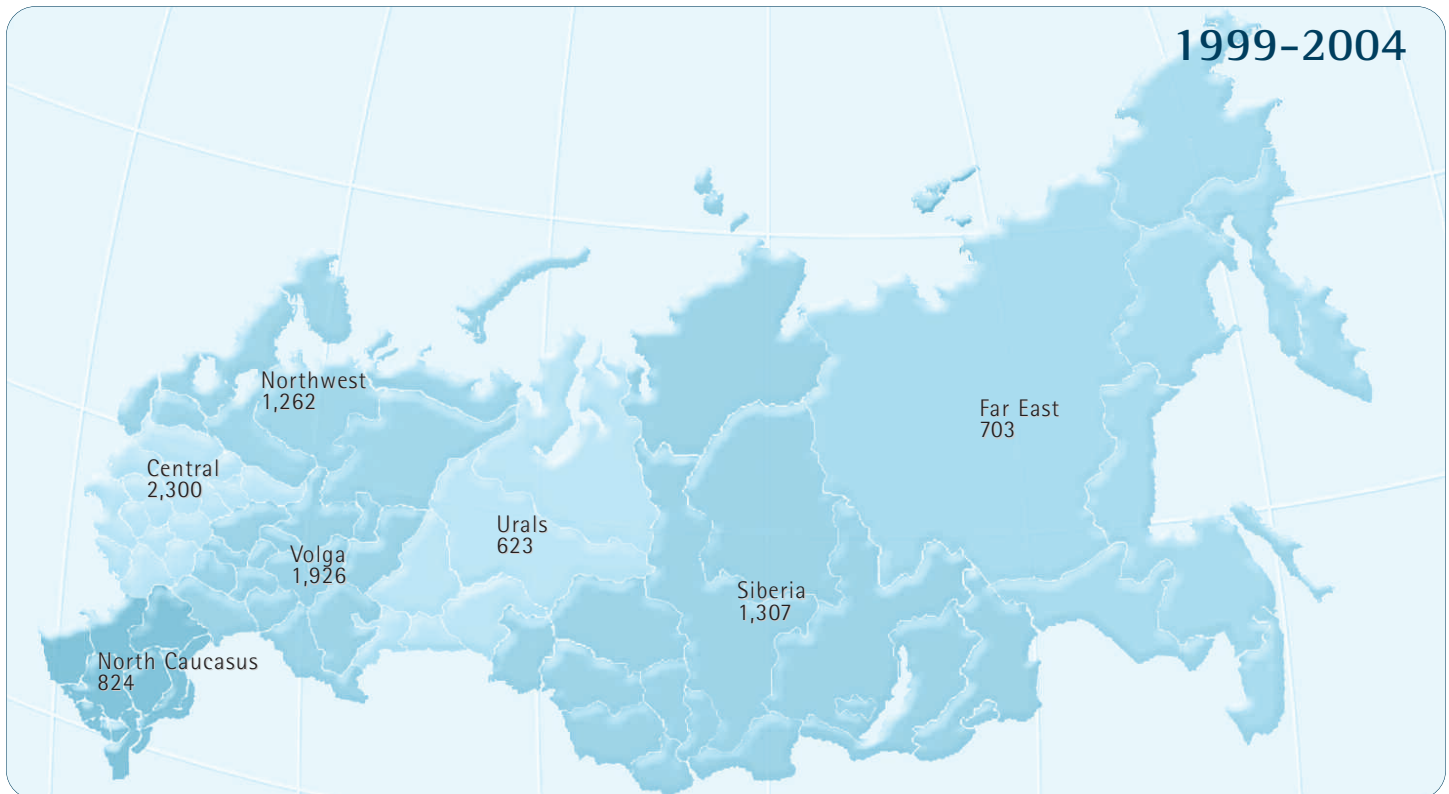 1999-2004
Northwest
1,262
Far East
703
Central
2,300
Urals
623
Volga
1,926
Siberia
1,307
North Caucasus
824